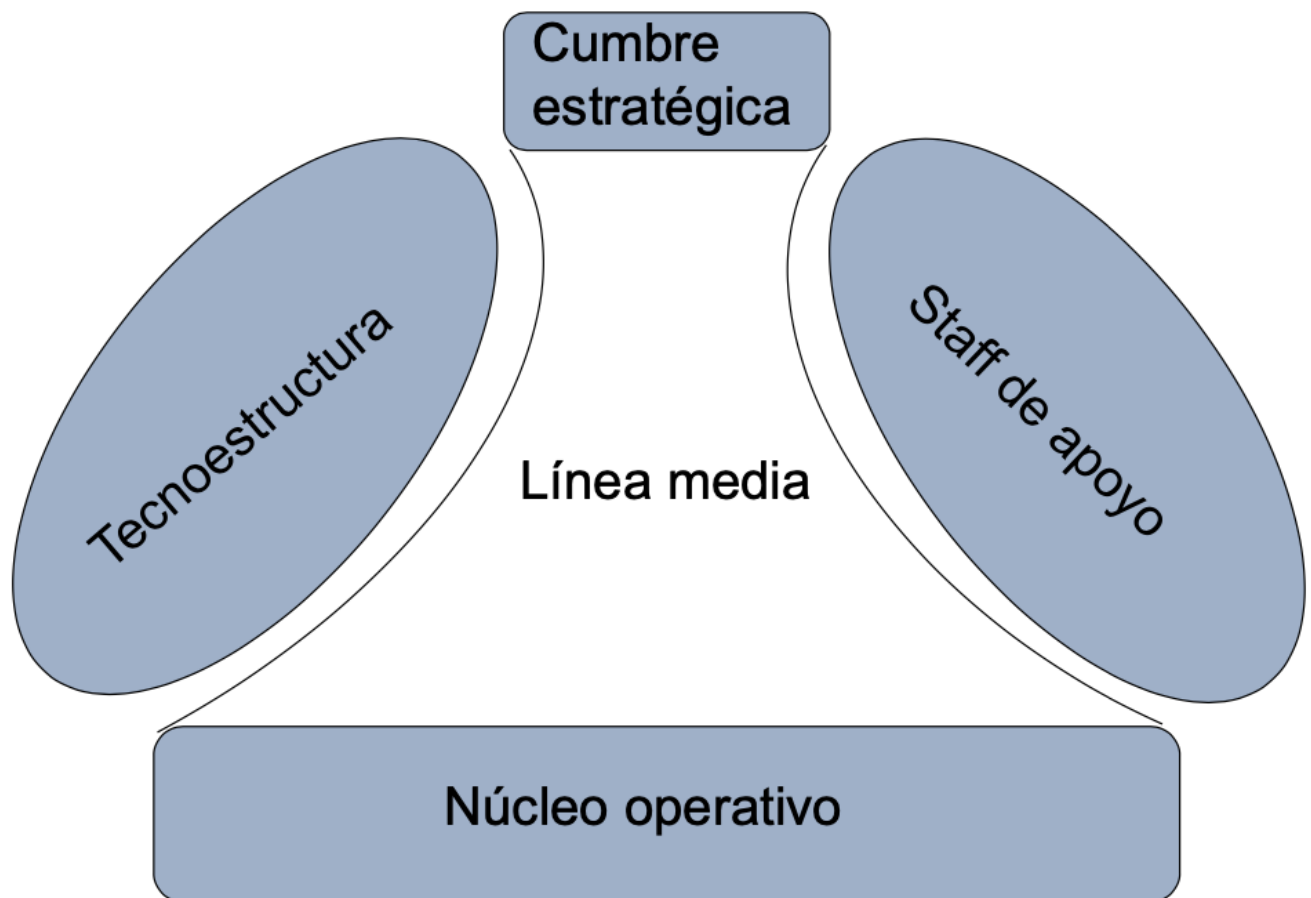 Cumbre
estratégica
Tecnoestructura
Staff de apoyo
Línea media
Núcleo operativo